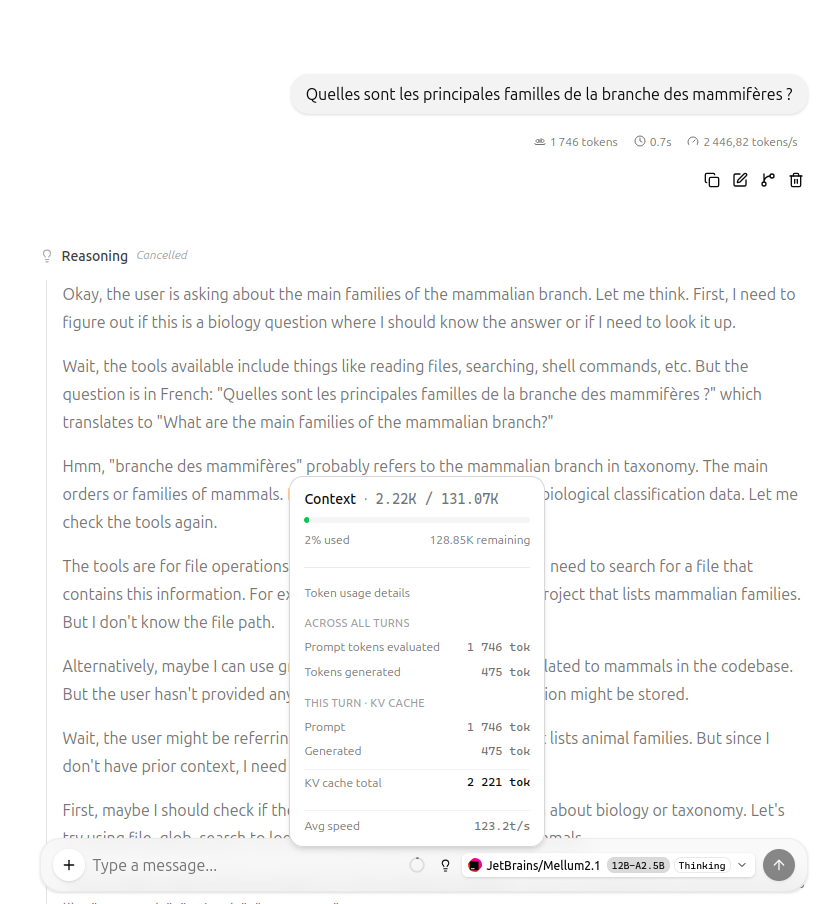 Quelles sont les principales familles de la branche des mammifères ?
1 746 tokens 0.7s 2 446,82 tokens/s
Reasoning Cancelled
Okay, the user is asking about the main families of the mammalian branch. Let me think. First, I need to
figure out if this is a biology question where I should know the answer or if I need to look it up.
Wait, the tools available include things like reading files, searching, shell commands, etc. But the
question is in French: "Quelles sont les principales familles de la branche des mammifères ?" which
translates to "What are the main families of the mammalian branch?"
Hmm, "branche des mammifères" probably refers to the mammalian branch in taxonomy. The main
orders or families of mammals. biological classification data. Let me
check the tools again.
The tools are for file operations need to search for a file that
contains this information. For roject that lists mammalian families.
But I don't know the file path.
Alternatively, maybe I can use lated to mammals in the codebase.
But the user hasn't provided any ion might be stored.
Wait, the user might be referrin lists animal families. But since I
don't have prior context, I need
First, maybe I should check if the about biology or taxonomy. Let's
Context · 2.22K / 131.07K
2% used 128.85K remaining
Token usage details
ACROSS ALL TURNS
Prompt tokens evaluated 1 746 tok
Tokens generated 475 tok
THIS TURN · KV CACHE
Prompt 1 746 tok
Generated 475 tok
KV cache total 2 221 tok
Avg speed 123.2t/s
Type a message... JetBrains/Mellum2.1 12B-A2.5B Thinking